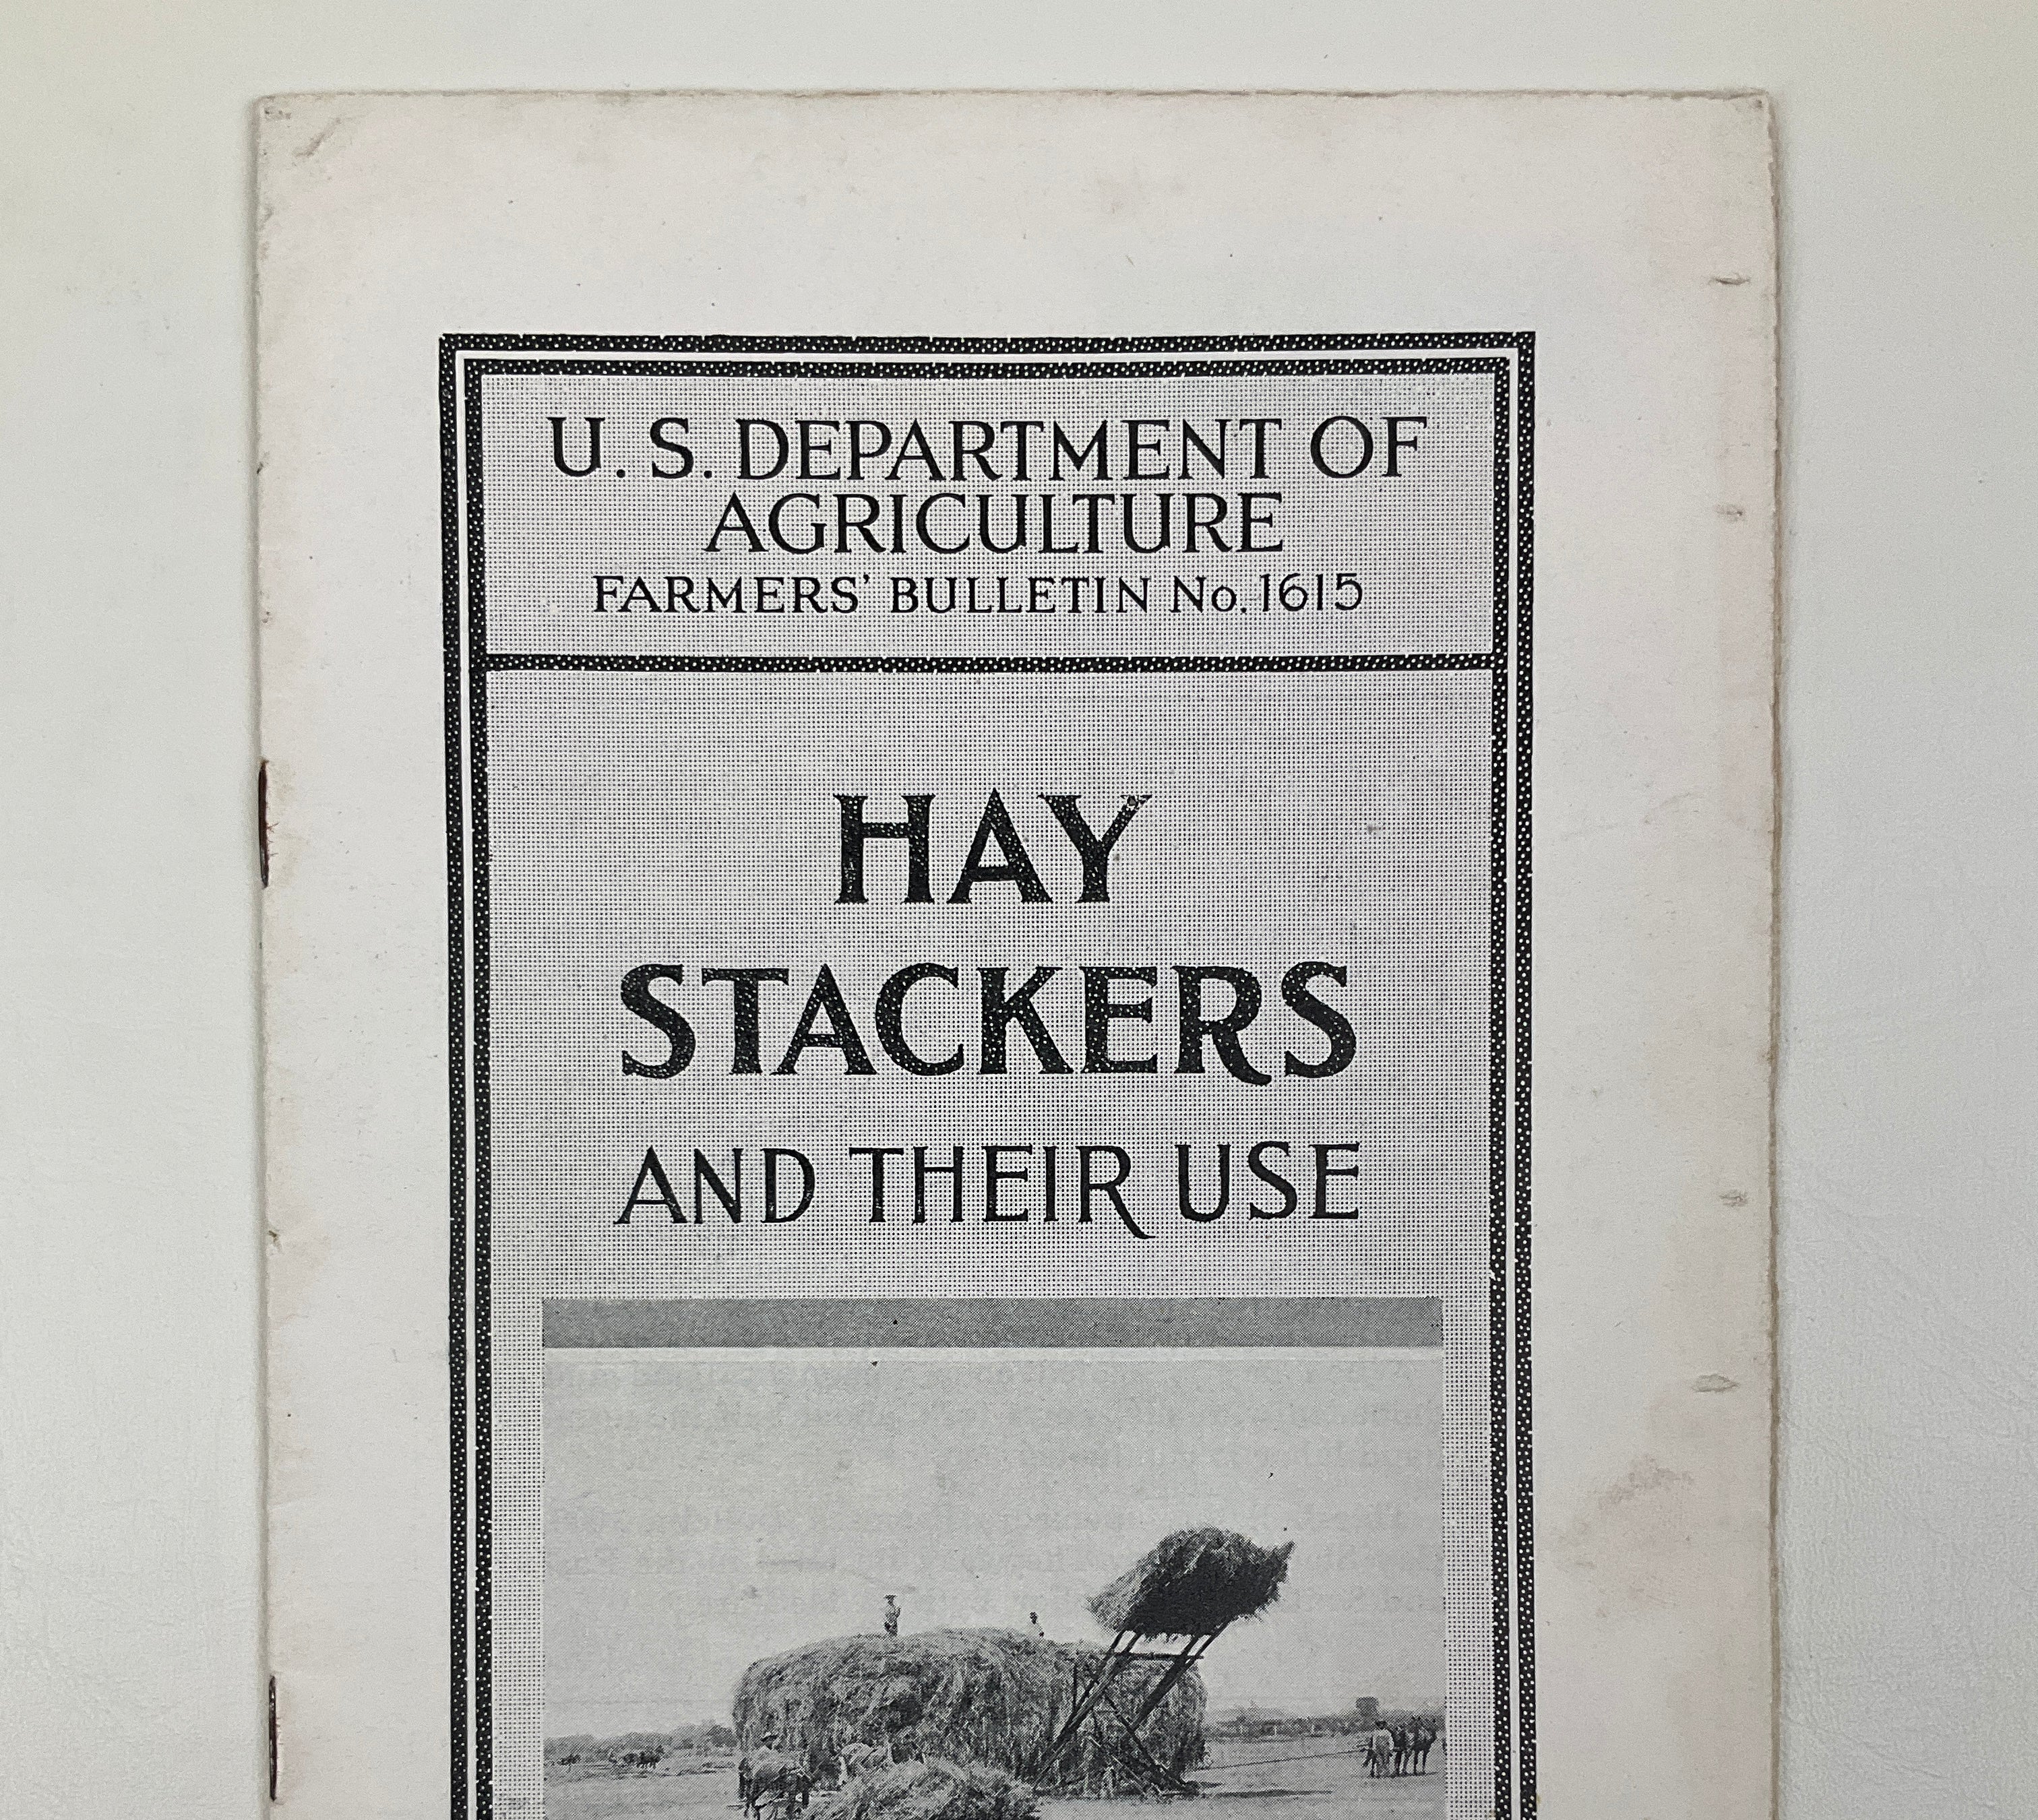 U. S. DEPARTMENT OF
AGRICULTURE
FARMERS' BULLETIN No. 1615
HAY
STACKERS
AND THEIR USE